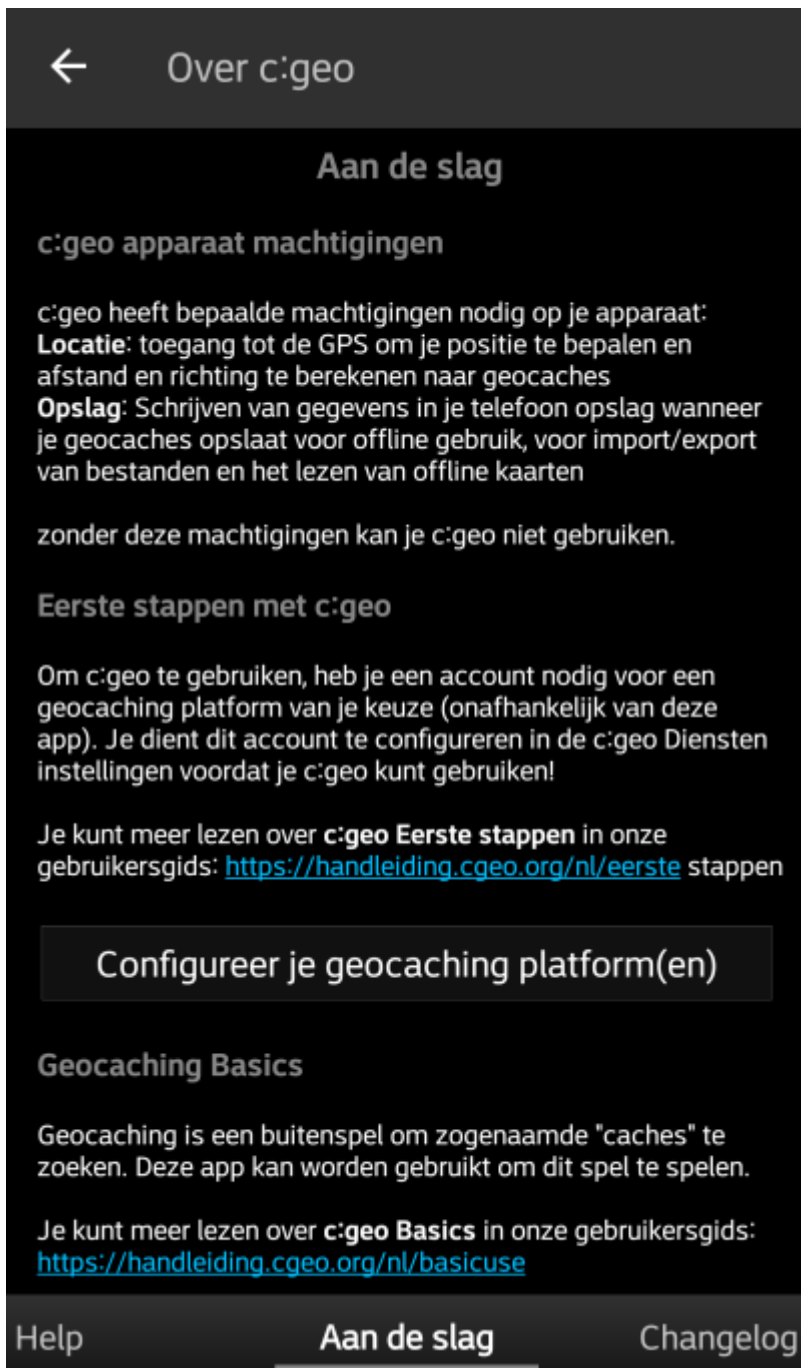 Over c:geo
Aan de slag
c:geo apparaat machtigingen
c:geo heeft bepaalde machtigingen nodig op je apparaat:
Locatie: toegang tot de GPS om je positie te bepalen en
afstand en richting te berekenen naar geocaches
Opslag: Schrijven van gegevens in je telefoon opslag wanneer
je geocaches opslaat voor offline gebruik, voor import/export
van bestanden en het lezen van offline kaarten
zonder deze machtigingen kan je c:geo niet gebruiken.
Eerste stappen met c:geo
Om c:geo te gebruiken, heb je een account nodig voor een
geocaching platform van je keuze (onafhankelijk van deze
app). Je dient dit account te configureren in de c:geo Diensten
instellingen voordat je c:geo kunt gebruiken!
Je kunt meer lezen over c:geo Eerste stappen in onze
gebruikersgids: https://handleiding.cgeo.org/nl/eerste stappen
Configureer je geocaching platform(en)
Geocaching Basics
Geocaching is een buitenspel om zogenaamde "caches" te
zoeken. Deze app kan worden gebruikt om dit spel te spelen.
Je kunt meer lezen over c:geo Basics in onze gebruikersgids:
https://handleiding.cgeo.org/nl/basicuse
Help Aan de slag Changelog